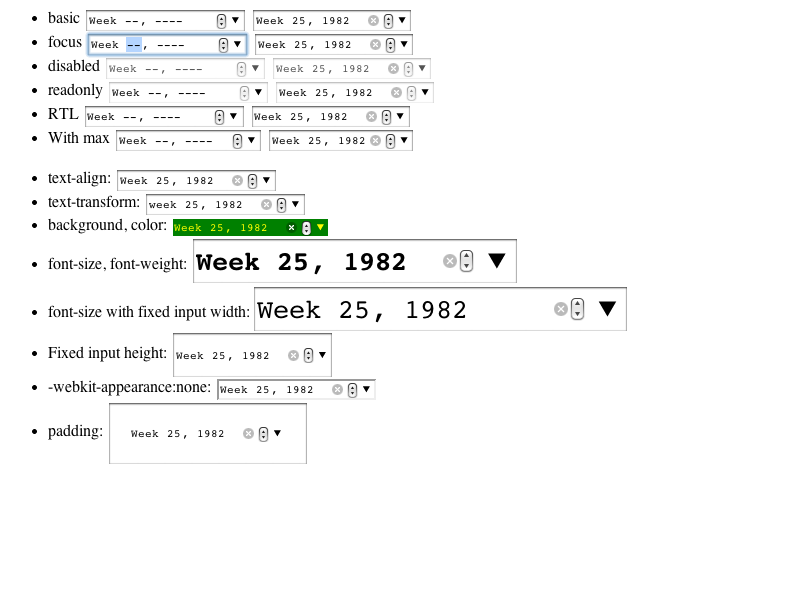 basic Week --, ---- Week 25, 1982
focus Week --, ---- Week 25, 1982
disabled Week --, ---- Week 25, 1982
readonly Week --, ---- Week 25, 1982
RTL Week --, ---- Week 25, 1982
With max Week --, ---- Week 25, 1982
text-align: Week 25, 1982
text-transform: week 25, 1982
background, color: Week 25, 1982
font-size, font-weight: Week 25, 1982
font-size with fixed input width: Week 25, 1982
Fixed input height: Week 25, 1982
-webkit-appearance:none: Week 25, 1982
padding: Week 25, 1982